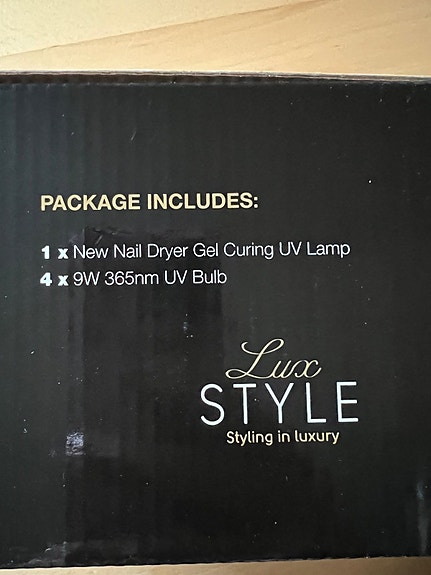 PACKAGE INCLUDES:
1 x New Nail Dryer Gel Curing UV Lamp
4 x 9W 365nm UV Bulb
Lux
STYLE
Styling in luxury